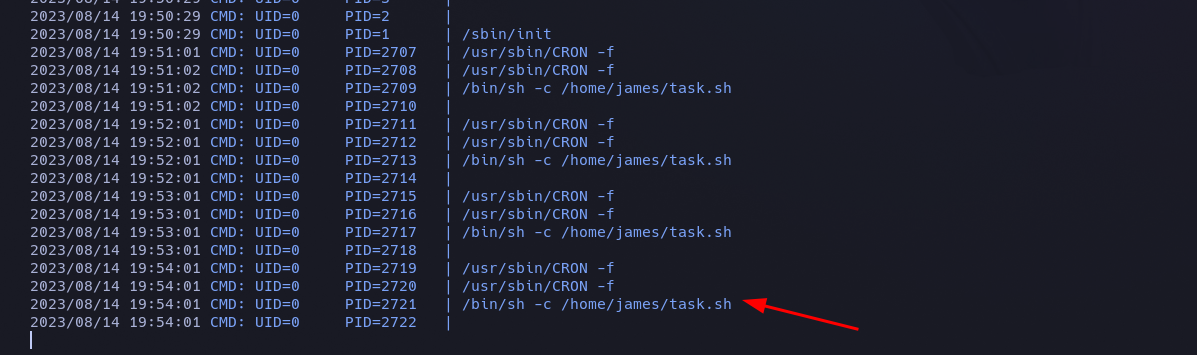 2023/08/14 19:50:29 CMD: UID=0     PID=3      |
2023/08/14 19:50:29 CMD: UID=0     PID=2      |
2023/08/14 19:50:29 CMD: UID=0     PID=1      | /sbin/init
2023/08/14 19:51:01 CMD: UID=0     PID=2707   | /usr/sbin/CRON -f
2023/08/14 19:51:02 CMD: UID=0     PID=2708   | /usr/sbin/CRON -f
2023/08/14 19:51:02 CMD: UID=0     PID=2709   | /bin/sh -c /home/james/task.sh
2023/08/14 19:51:02 CMD: UID=0     PID=2710   |
2023/08/14 19:52:01 CMD: UID=0     PID=2711   | /usr/sbin/CRON -f
2023/08/14 19:52:01 CMD: UID=0     PID=2712   | /usr/sbin/CRON -f
2023/08/14 19:52:01 CMD: UID=0     PID=2713   | /bin/sh -c /home/james/task.sh
2023/08/14 19:52:01 CMD: UID=0     PID=2714   |
2023/08/14 19:53:01 CMD: UID=0     PID=2715   | /usr/sbin/CRON -f
2023/08/14 19:53:01 CMD: UID=0     PID=2716   | /usr/sbin/CRON -f
2023/08/14 19:53:01 CMD: UID=0     PID=2717   | /bin/sh -c /home/james/task.sh
2023/08/14 19:53:01 CMD: UID=0     PID=2718   |
2023/08/14 19:54:01 CMD: UID=0     PID=2719   | /usr/sbin/CRON -f
2023/08/14 19:54:01 CMD: UID=0     PID=2720   | /usr/sbin/CRON -f
2023/08/14 19:54:01 CMD: UID=0     PID=2721   | /bin/sh -c /home/james/task.sh
2023/08/14 19:54:01 CMD: UID=0     PID=2722   |